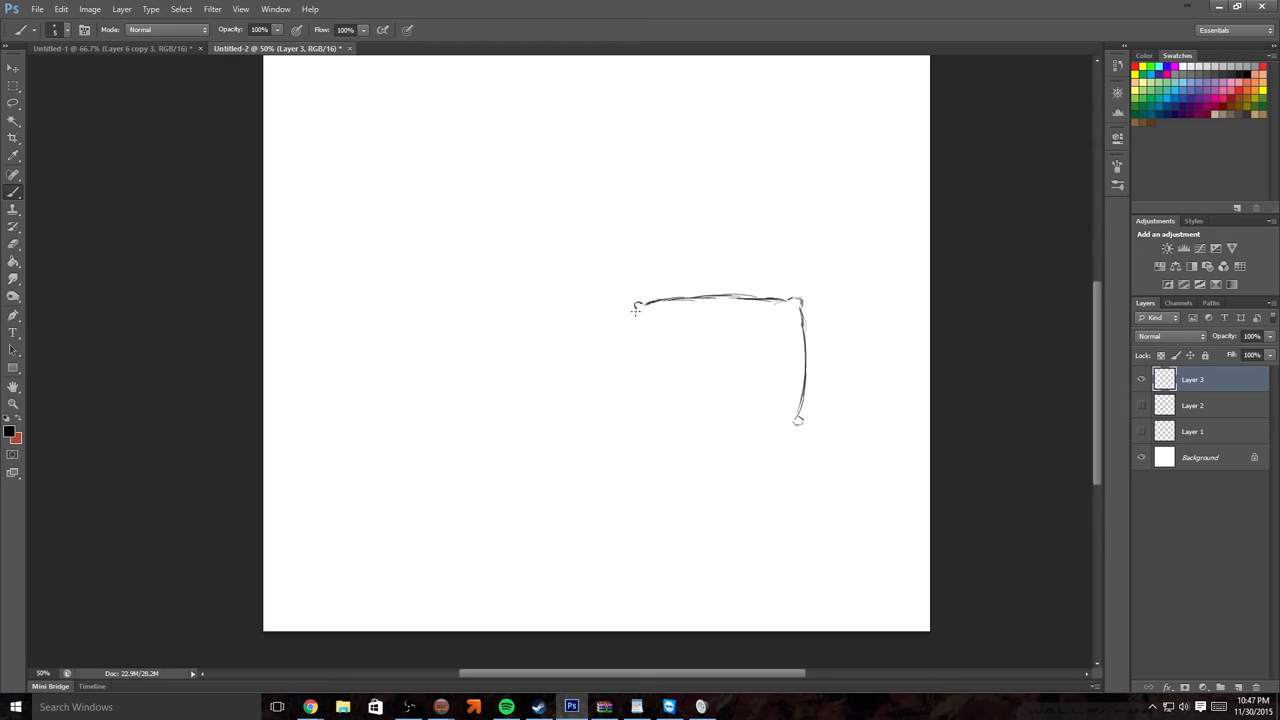 Ps File Edit Image Layer Type Select Filter 3D View Window Help
5 Mode: Normal Opacity: 100% Flow: 100% Essentials
Untitled-1 @ 66.7% (Layer 6 copy 3, RGB/16) * × Untitled-2 @ 50% (Layer 3, RGB/16) * ×
Color Swatches
Adjustments Styles
Add an adjustment
Layers Channels Paths
Kind
Normal Opacity: 100%
Lock: Fill: 100%
Layer 3
Layer 2
Layer 1
Background
50% Doc: 22.9M/28.2M
Mini Bridge Timeline
Search Windows
10:47 PM
11/30/2015